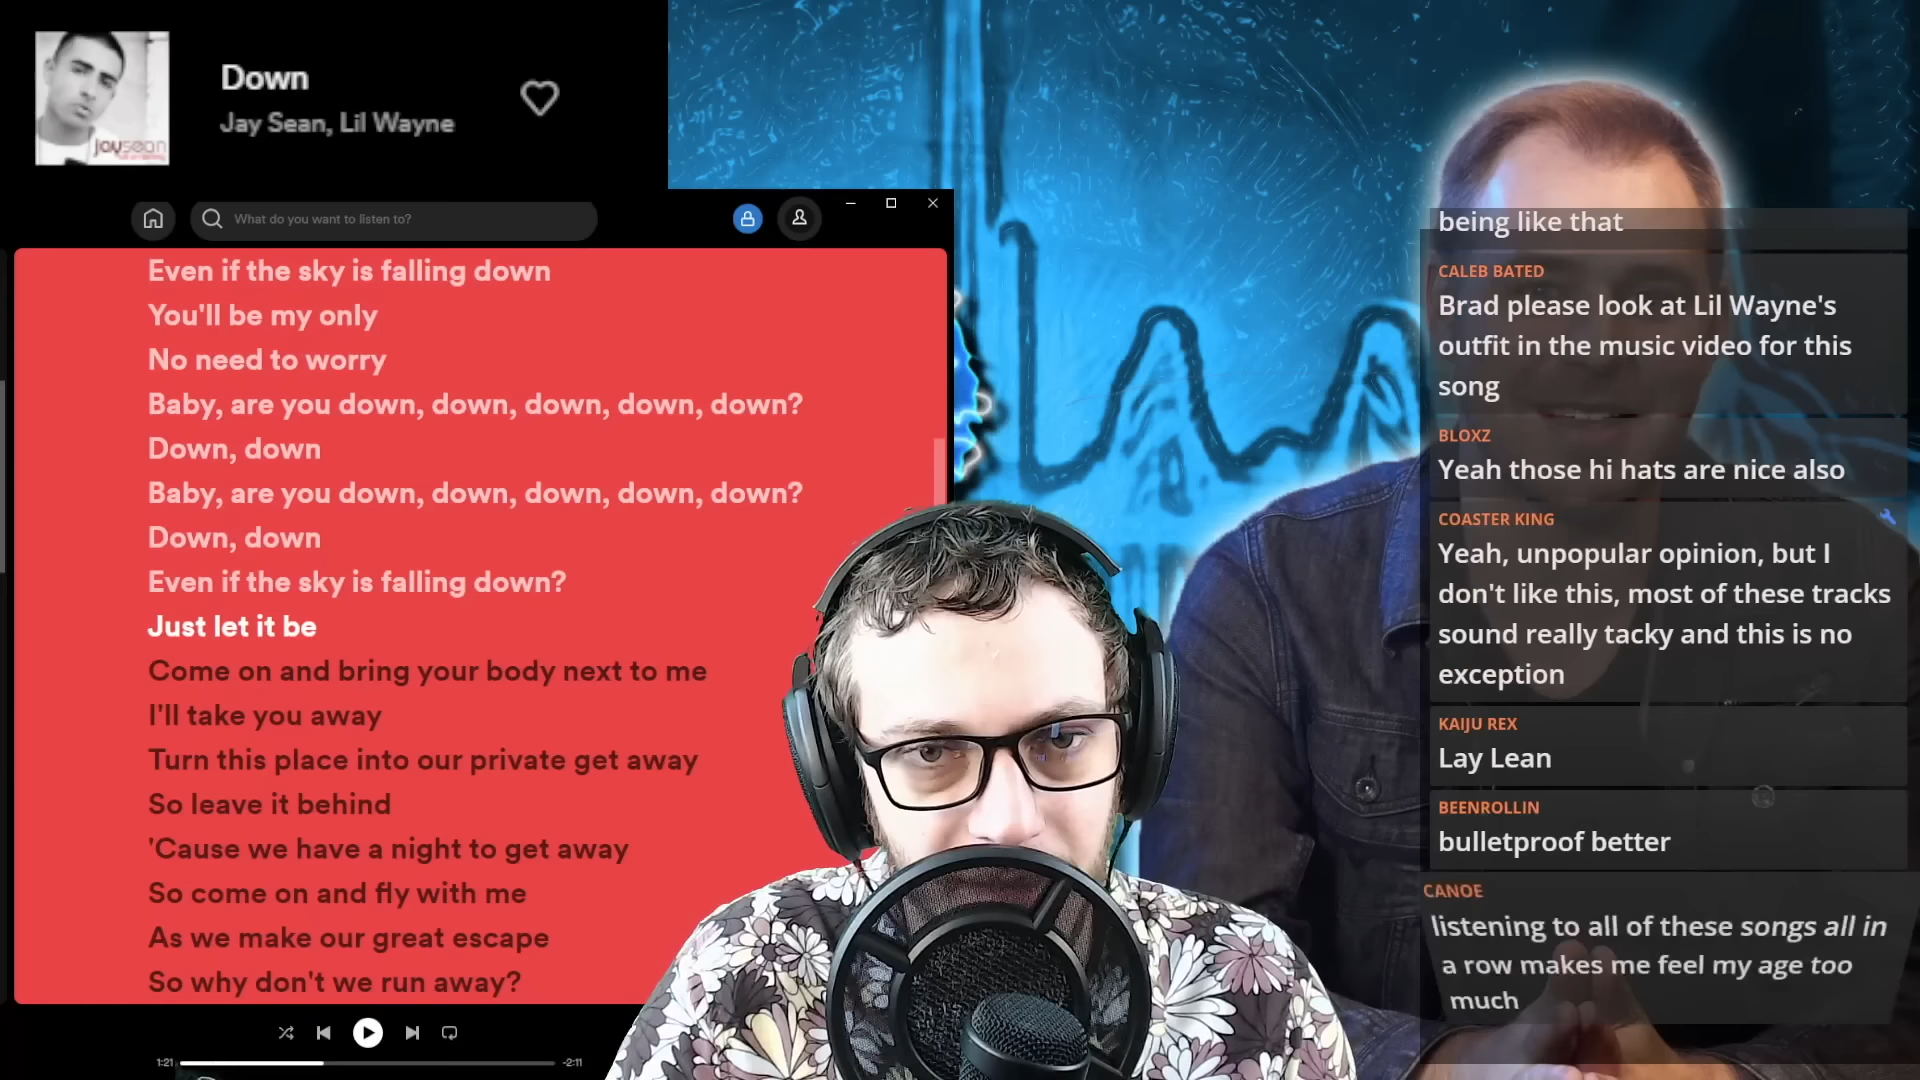 Down
Jay Sean, Lil Wayne
jaysean
What do you want to listen to?
Even if the sky is falling down
You'll be my only
No need to worry
Baby, are you down, down, down, down, down?
Down, down
Baby, are you down, down, down, down, down?
Down, down
Even if the sky is falling down?
Just let it be
Come on and bring your body next to me
I'll take you away
Turn this place into our private get away
So leave it behind
'Cause we have a night to get away
So come on and fly with me
As we make our great escape
So why don't we run away?
1:21
-2:11
being like that
CALEB BATED
Brad please look at Lil Wayne's
outfit in the music video for this
song
BLOXZ
Yeah those hi hats are nice also
COASTER KING
Yeah, unpopular opinion, but I
don't like this, most of these tracks
sound really tacky and this is no
exception
KAIJU REX
Lay Lean
BEENROLLIN
bulletproof better
CANOE
listening to all of these songs all in
a row makes me feel my age too
much